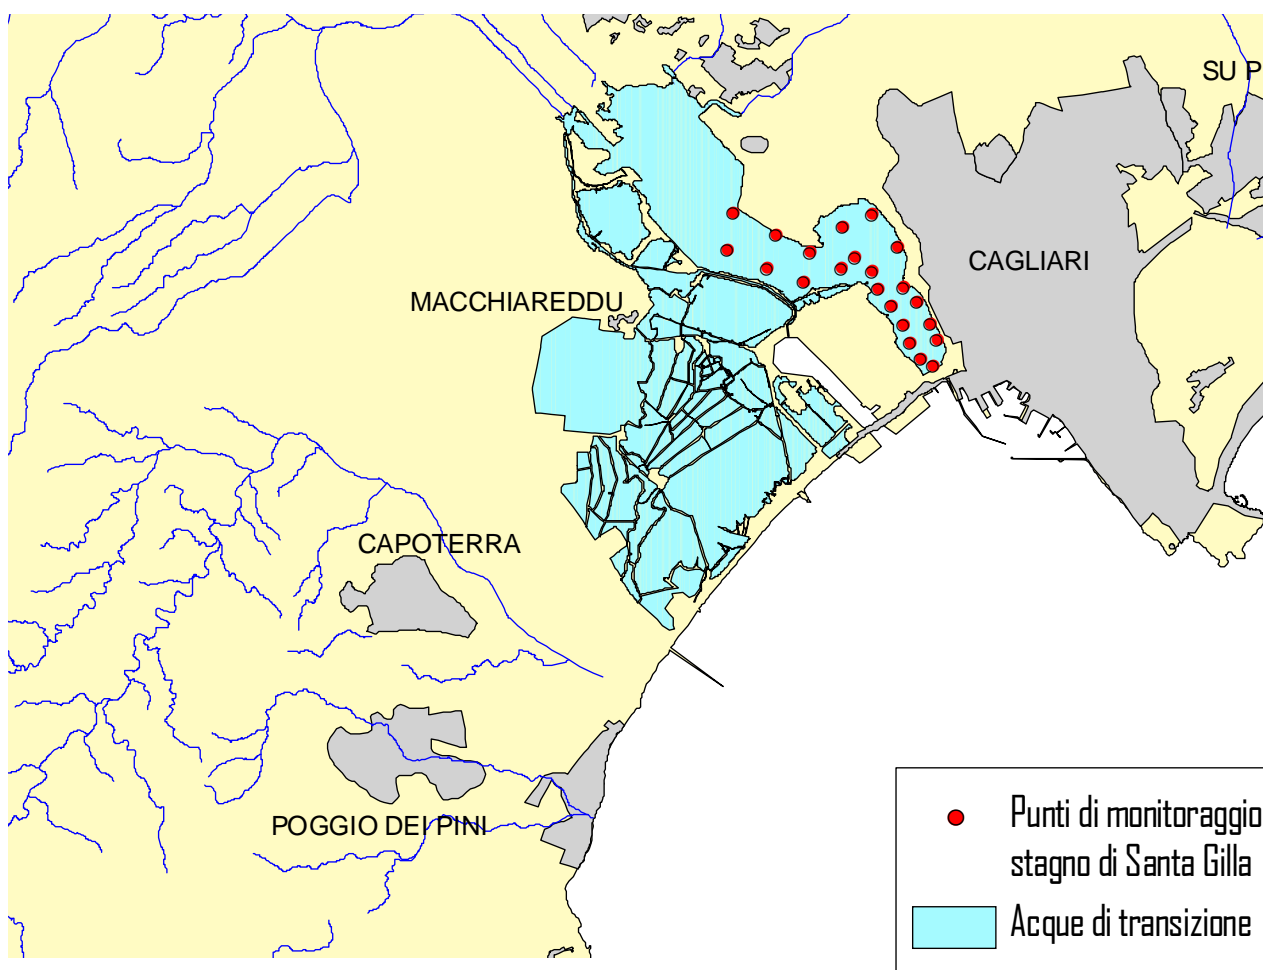 SU P
CAGLIARI
MACCHIAREDDU
CAPOTERRA
POGGIO DEI PINI
Punti di monitoraggio
stagno di Santa Gilla
Acque di transizione